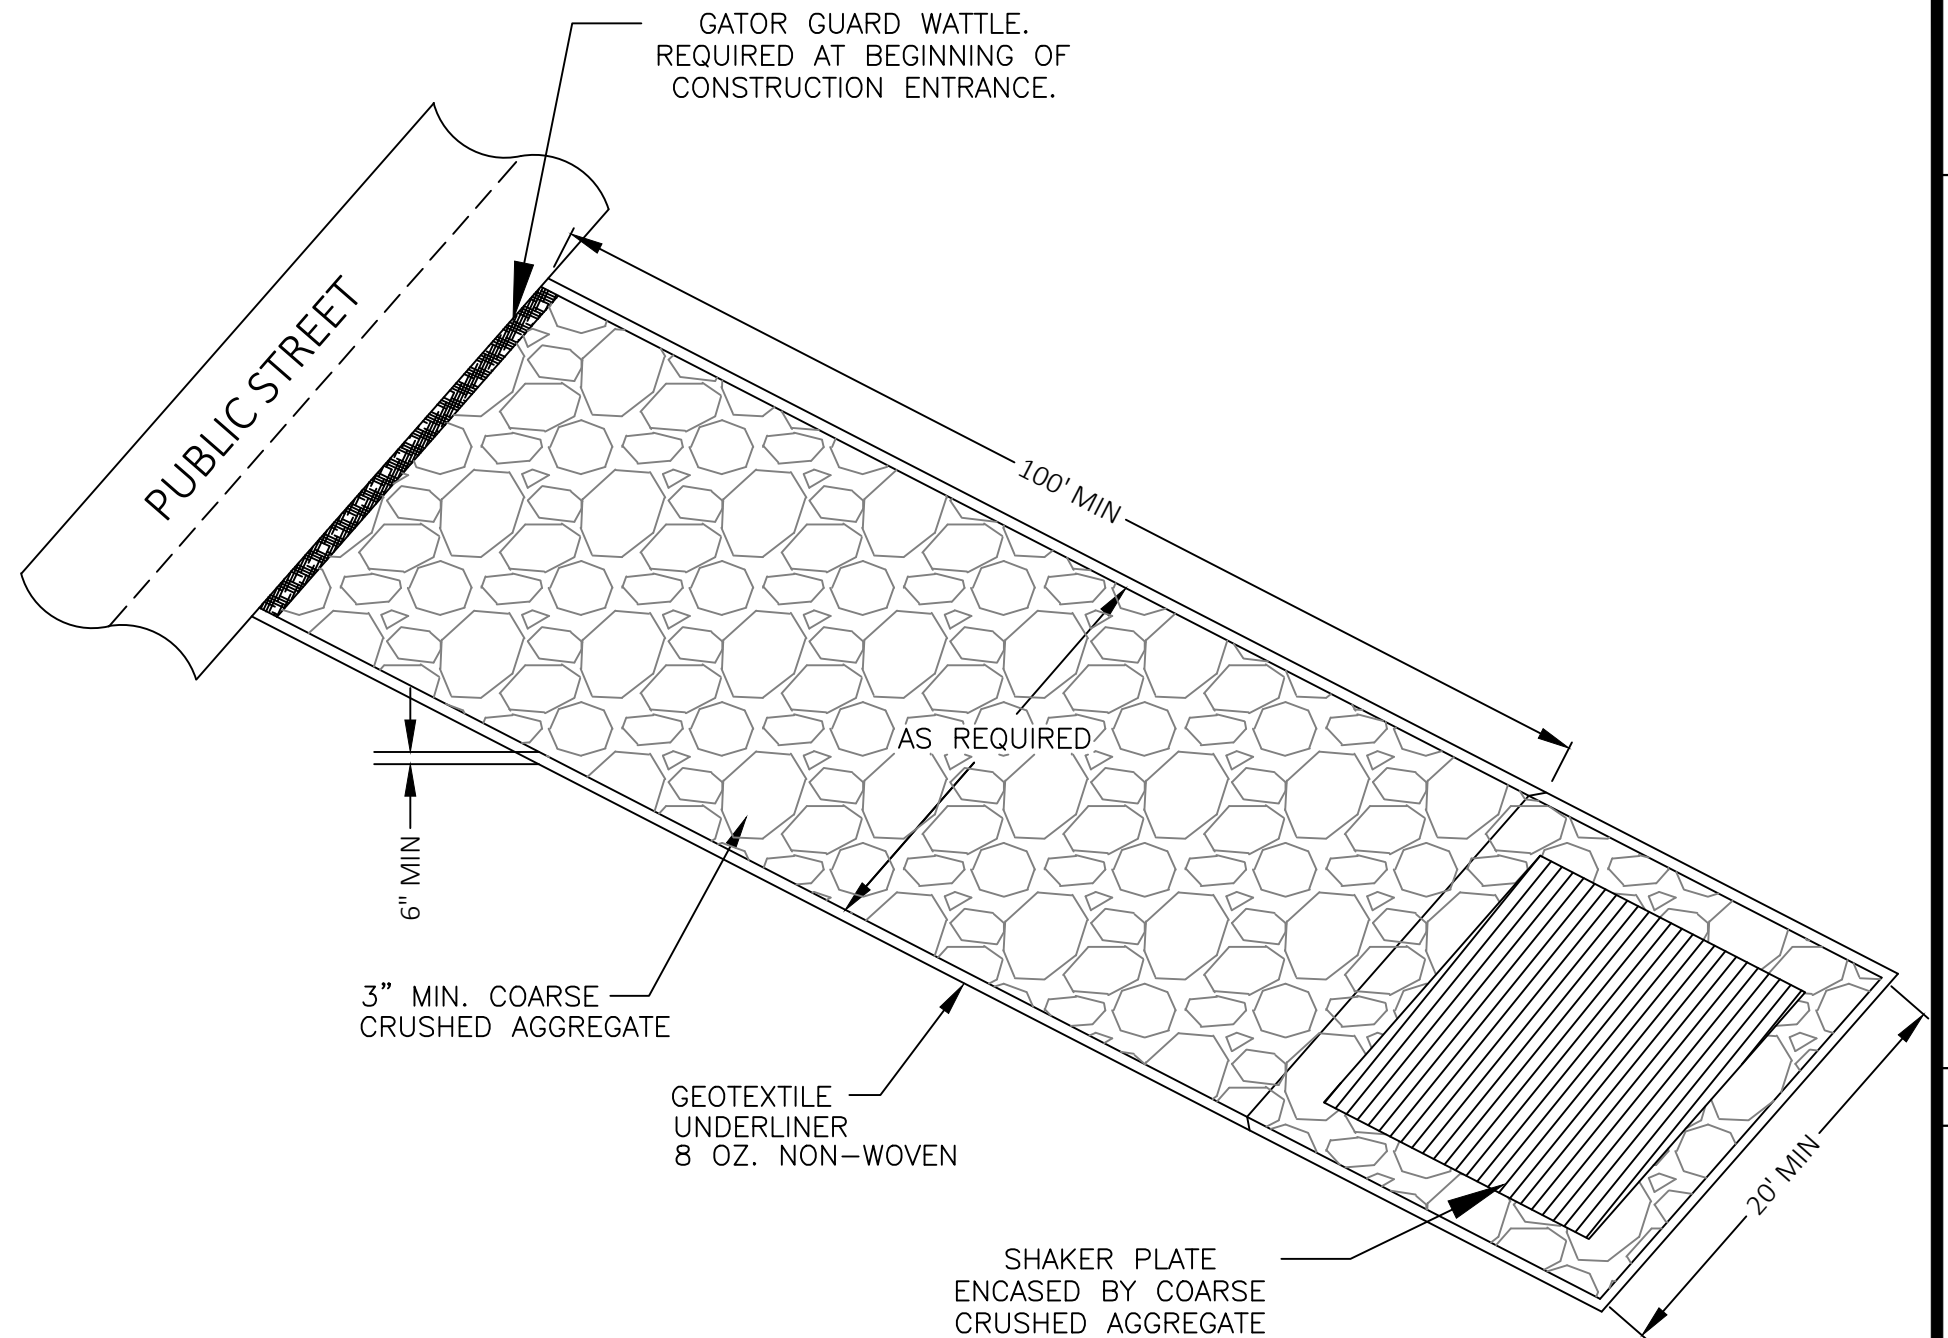 GATOR GUARD WATTLE.
REQUIRED AT BEGINNING OF
CONSTRUCTION ENTRANCE.
PUBLIC STREET
100' MIN
AS REQUIRED
6" MIN
3” MIN. COARSE
CRUSHED AGGREGATE
GEOTEXTILE
UNDERLINER
8 OZ. NON-WOVEN
20' MIN
SHAKER PLATE
ENCASED BY COARSE
CRUSHED AGGREGATE